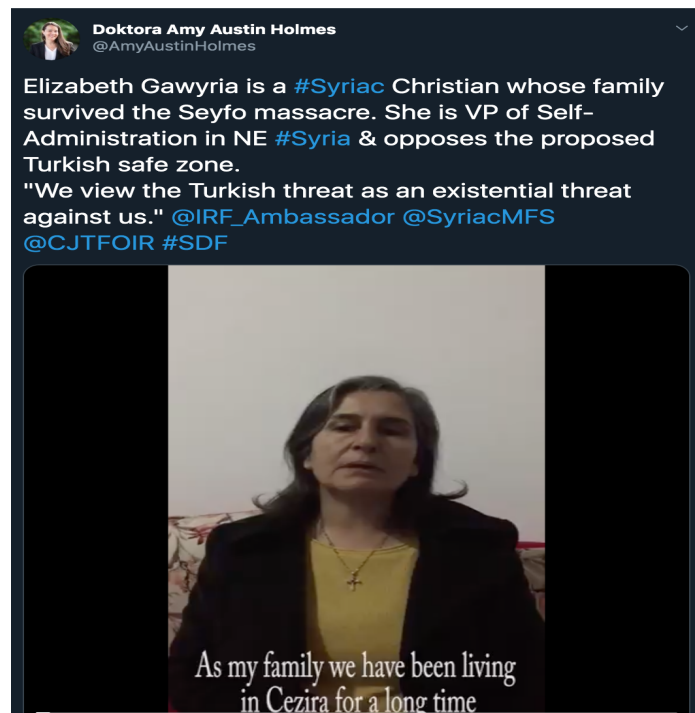 Doktora Amy Austin Holmes
@AmyAustinHolmes
Elizabeth Gawyria is a #Syriac Christian whose family
survived the Seyfo massacre. She is VP of Self-
Administration in NE #Syria & opposes the proposed
Turkish safe zone.
"We view the Turkish threat as an existential threat
against us." @IRF_Ambassador @SyriacMFS
@CJTFOIR #SDF
As my family we have been living
in Cezira for a long time